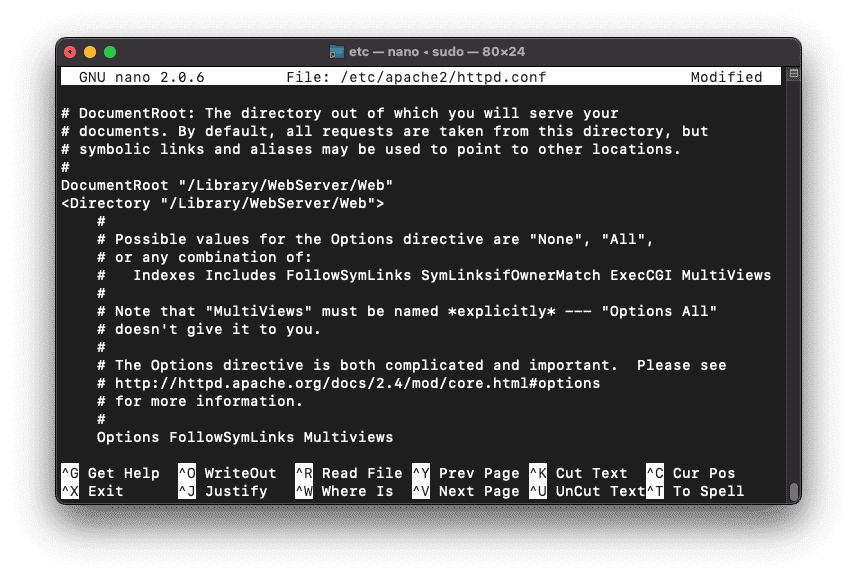 etc — nano ◂ sudo — 80×24
GNU nano 2.0.6 File: /etc/apache2/httpd.conf Modified
# DocumentRoot: The directory out of which you will serve your
# documents. By default, all requests are taken from this directory, but
# symbolic links and aliases may be used to point to other locations.
#
DocumentRoot "/Library/WebServer/Web"
<Directory "/Library/WebServer/Web">
    #
    # Possible values for the Options directive are "None", "All",
    # or any combination of:
    #   Indexes Includes FollowSymLinks SymLinksifOwnerMatch ExecCGI MultiViews
    #
    # Note that "MultiViews" must be named *explicitly* --- "Options All"
    # doesn't give it to you.
    #
    # The Options directive is both complicated and important.  Please see
    # http://httpd.apache.org/docs/2.4/mod/core.html#options
    # for more information.
    #
    Options FollowSymLinks Multiviews
^G Get Help ^O WriteOut ^R Read File ^Y Prev Page ^K Cut Text ^C Cur Pos
^X Exit ^J Justify ^W Where Is ^V Next Page ^U UnCut Text ^T To Spell